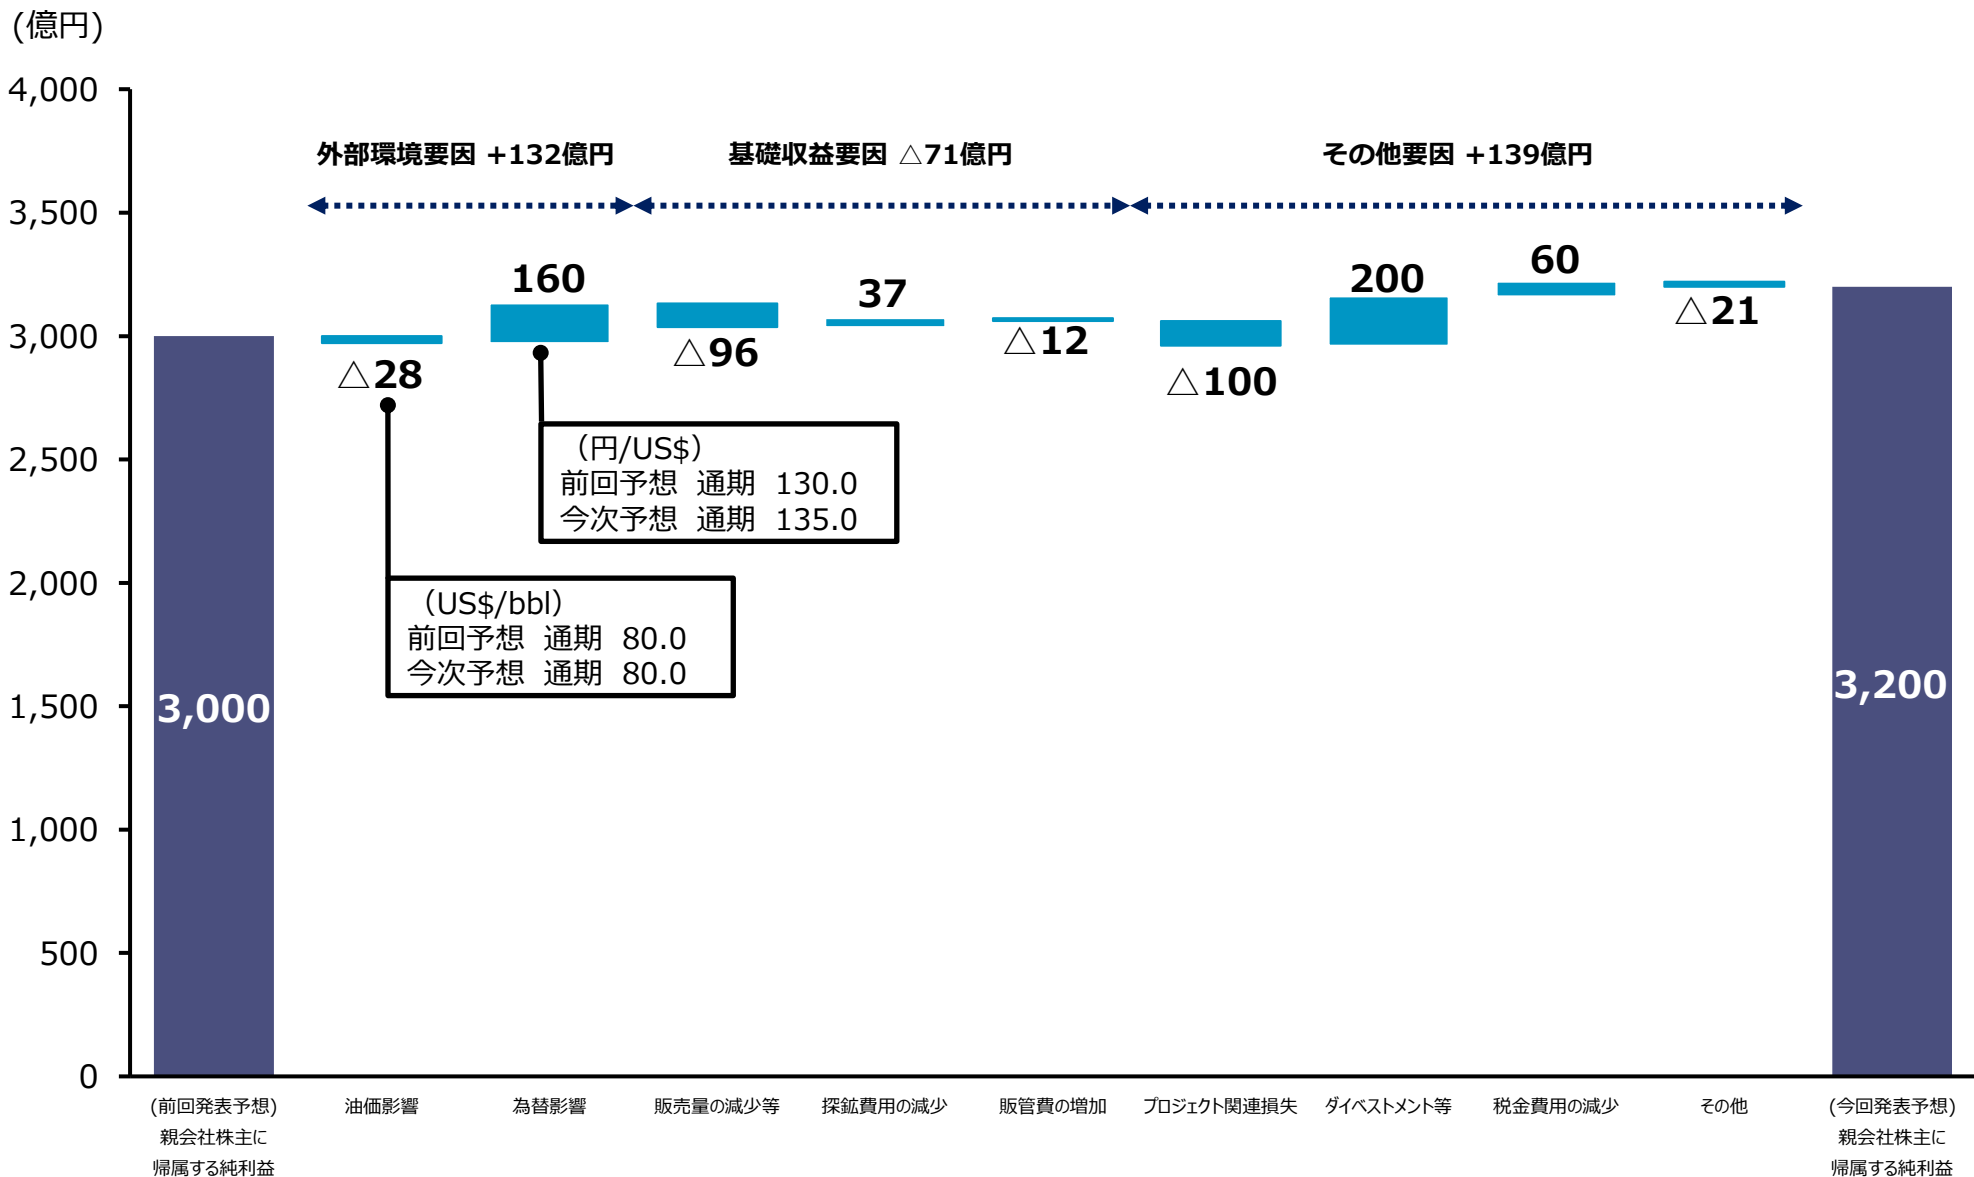 (億円)
4,000
3,500
3,000
2,500
2,000
1,500
1,000
500
0
外部環境要因 +132億円
基礎収益要因 △71億円
その他要因 +139億円
△28
160
△96
37
△12
△100
200
60
△21
（円/US$）
前回予想 通期 130.0
今次予想 通期 135.0
（US$/bbl）
前回予想 通期 80.0
今次予想 通期 80.0
3,000
3,200
(前回発表予想)
親会社株主に
帰属する純利益
油価影響
為替影響
販売量の減少等
探鉱費用の減少
販管費の増加
プロジェクト関連損失
ダイベストメント等
税金費用の減少
その他
(今回発表予想)
親会社株主に
帰属する純利益